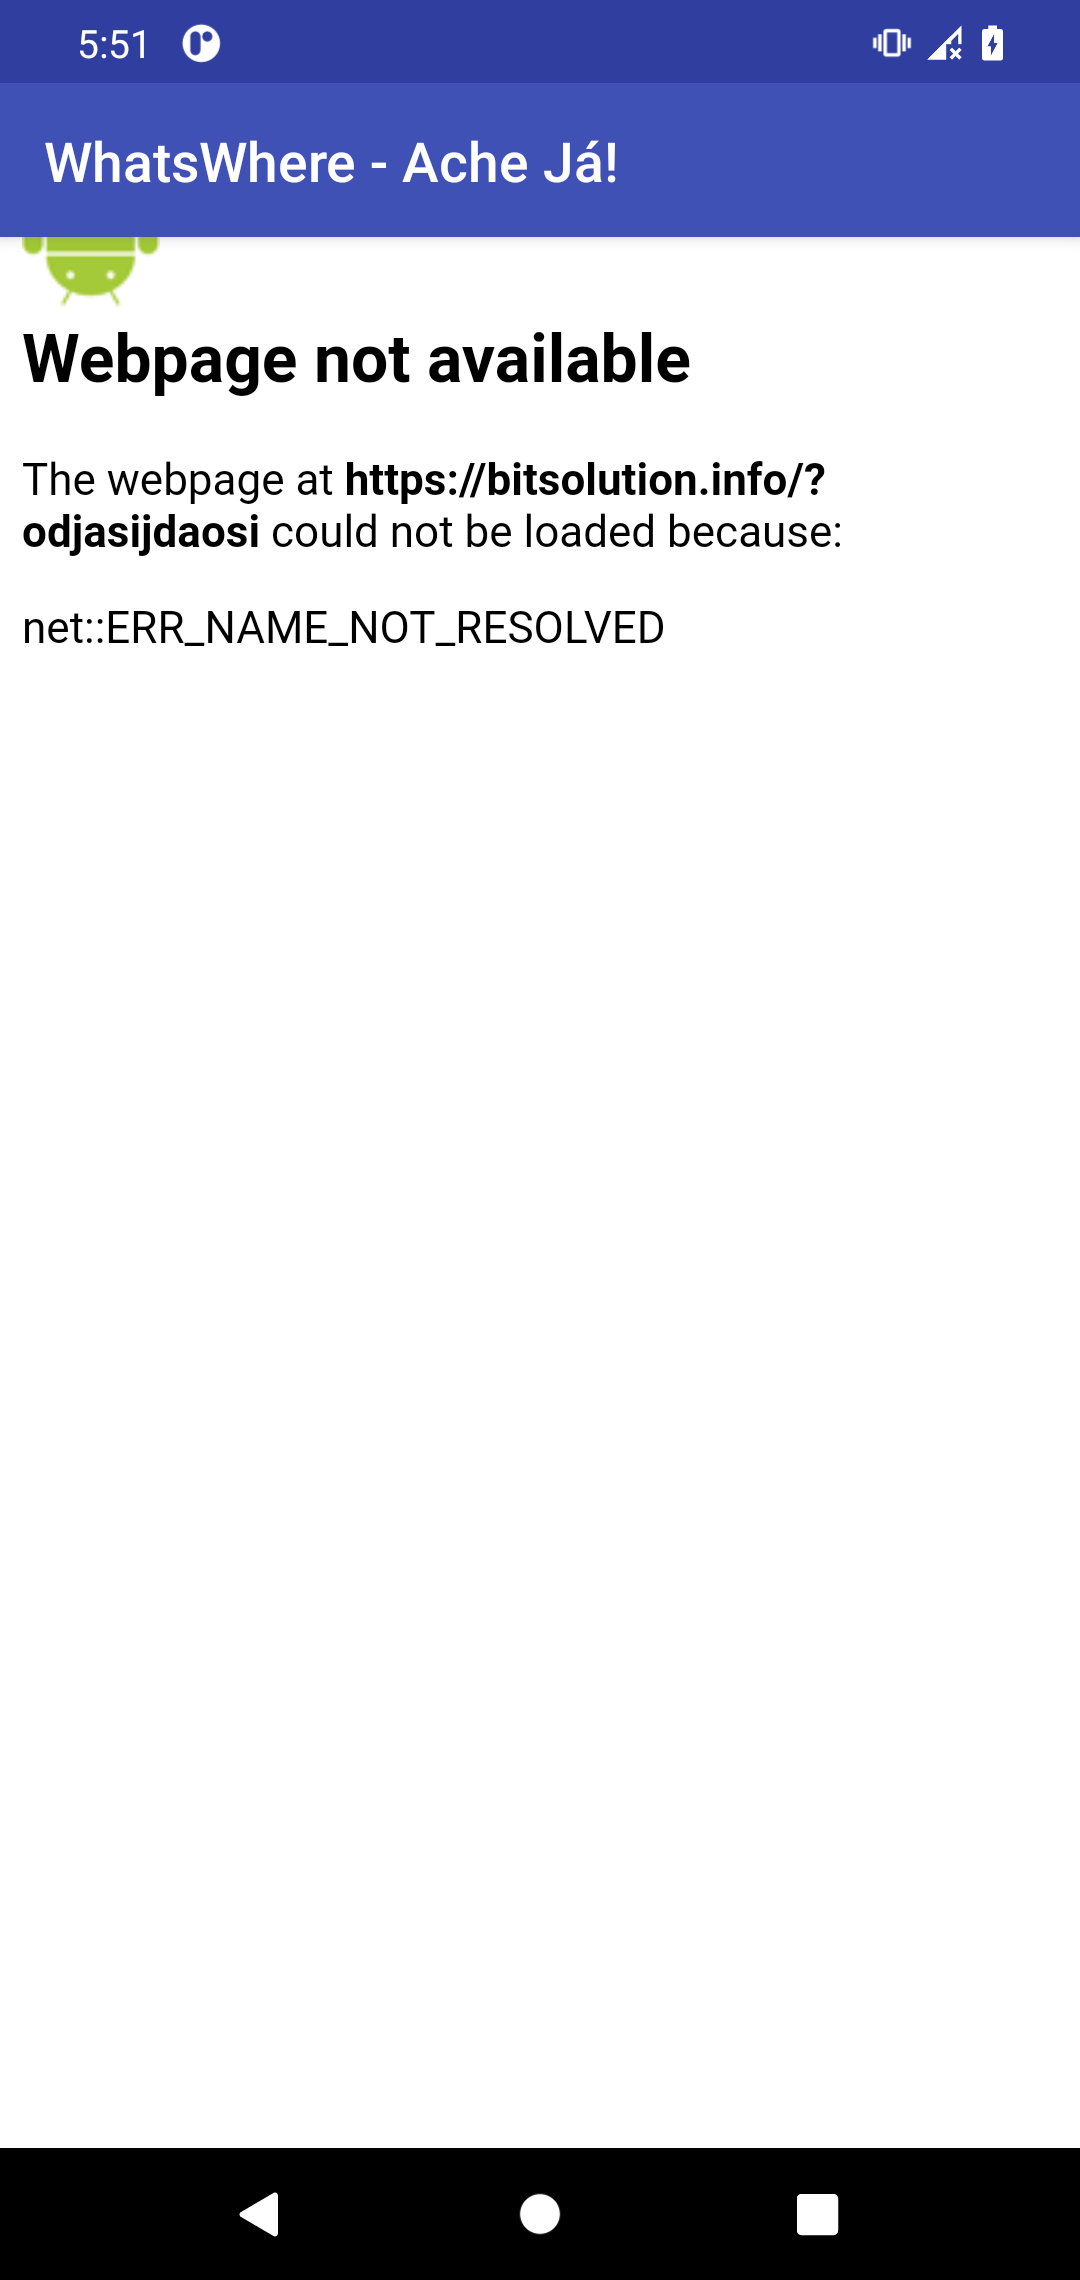 5:51
WhatsWhere - Ache Já!
Webpage not available
The webpage at https://bitsolution.info/?
odjasijdaosi could not be loaded because:
net::ERR_NAME_NOT_RESOLVED